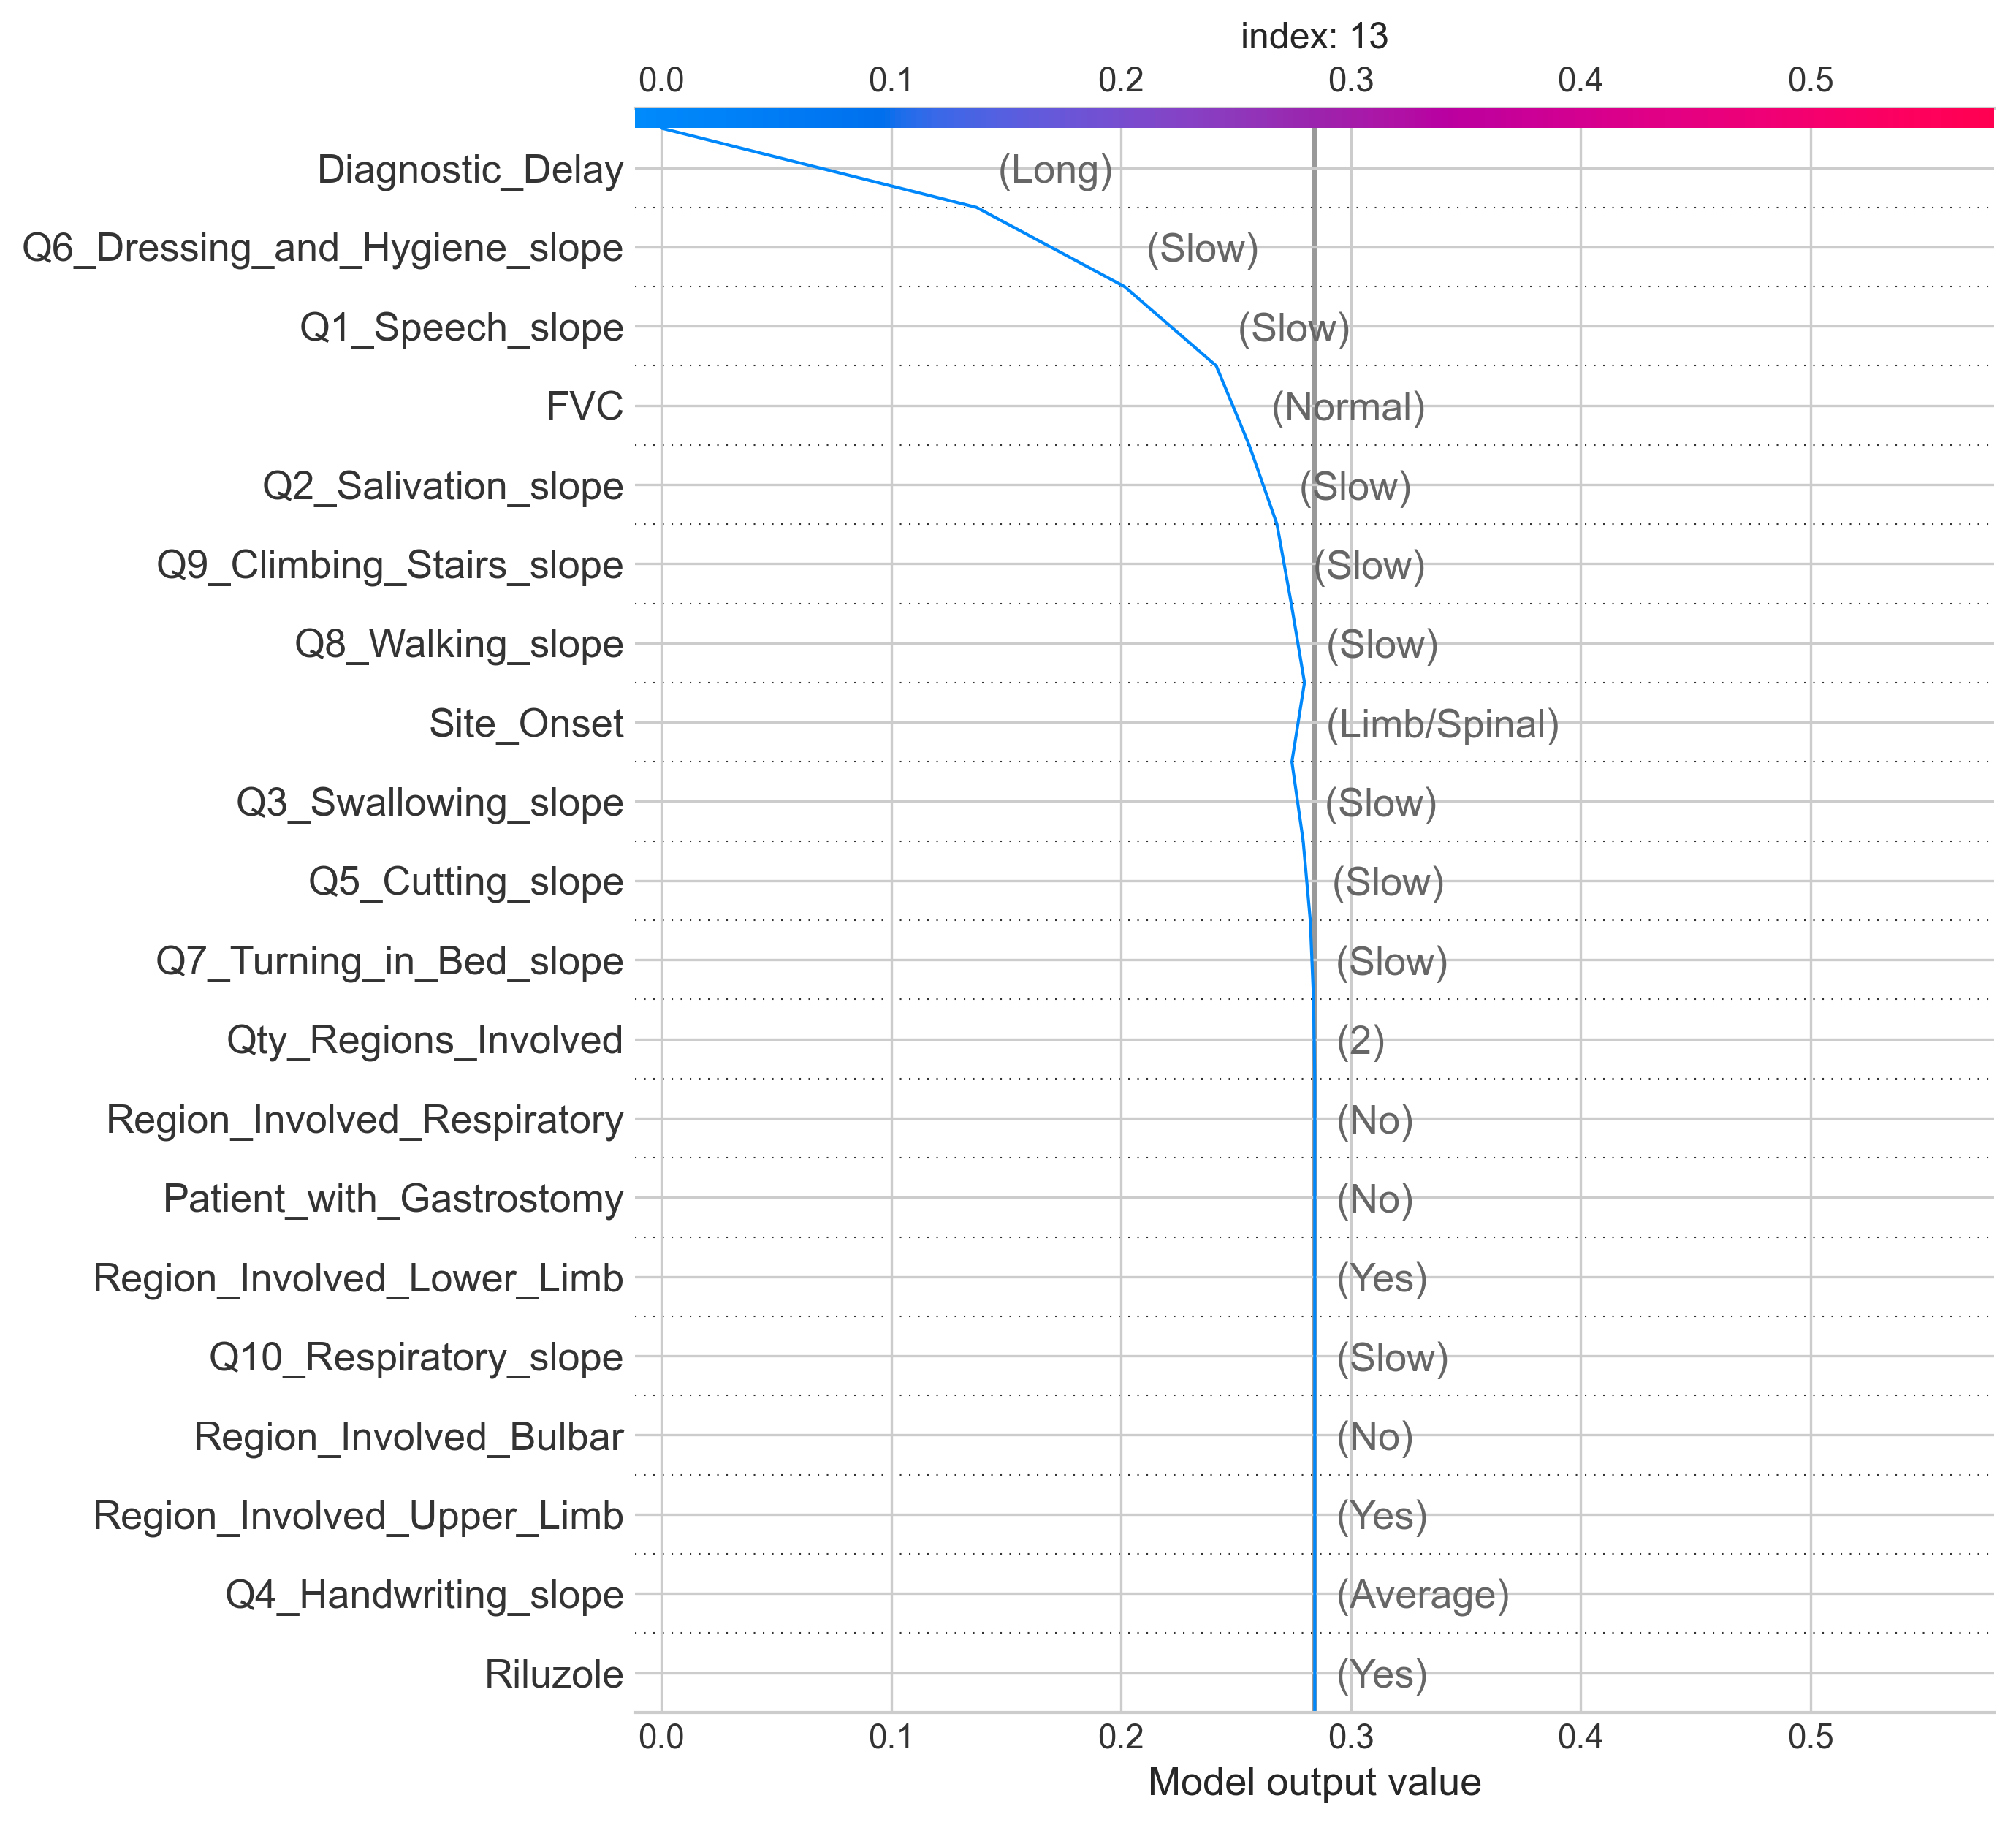 index: 13
0.0 0.1 0.2 0.3 0.4 0.5
Diagnostic_Delay (Long)
Q6_Dressing_and_Hygiene_slope (Slow)
Q1_Speech_slope (Slow)
FVC (Normal)
Q2_Salivation_slope (Slow)
Q9_Climbing_Stairs_slope (Slow)
Q8_Walking_slope (Slow)
Site_Onset (Limb/Spinal)
Q3_Swallowing_slope (Slow)
Q5_Cutting_slope (Slow)
Q7_Turning_in_Bed_slope (Slow)
Qty_Regions_Involved (2)
Region_Involved_Respiratory (No)
Patient_with_Gastrostomy (No)
Region_Involved_Lower_Limb (Yes)
Q10_Respiratory_slope (Slow)
Region_Involved_Bulbar (No)
Region_Involved_Upper_Limb (Yes)
Q4_Handwriting_slope (Average)
Riluzole (Yes)
0.0 0.1 0.2 0.3 0.4 0.5
Model output value